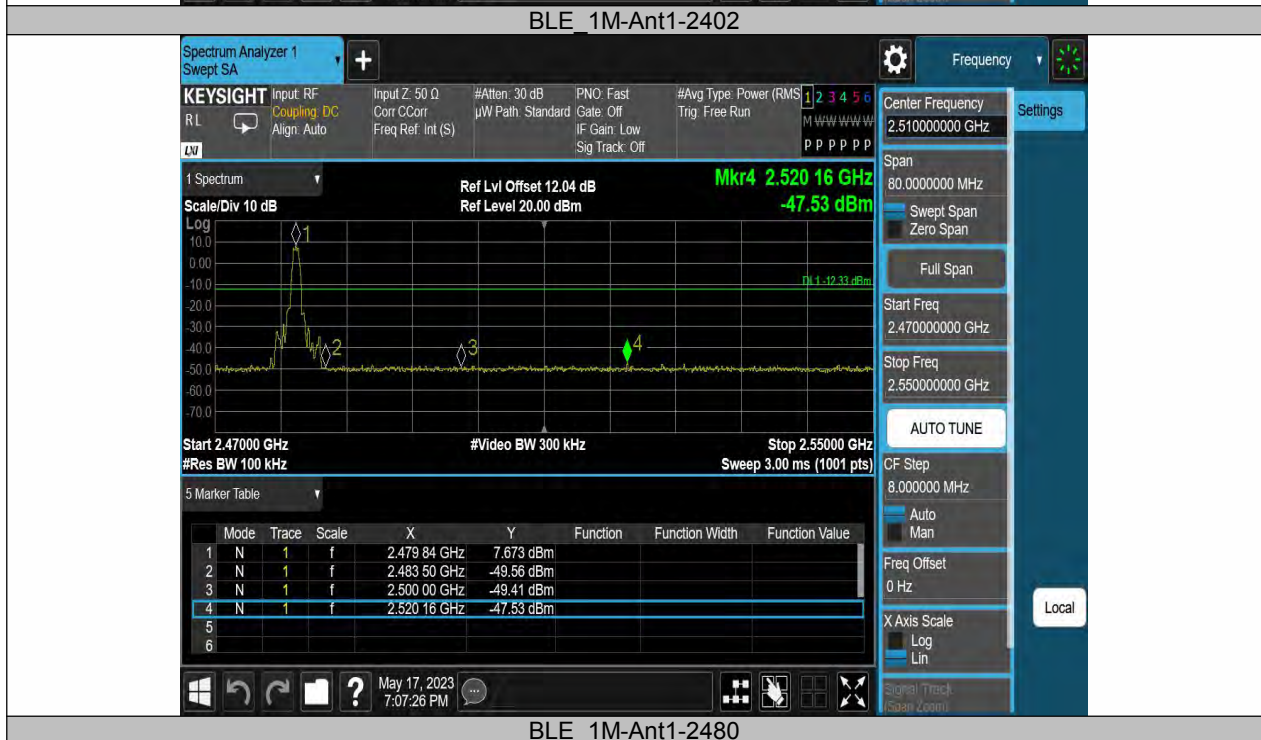 BLE_1M-Ant1-2402
Spectrum Analyzer 1
Swept SA
+
Frequency
KEYSIGHT
RL
LXI
Input: RF
Coupling: DC
Align: Auto
Input Z: 50 Ω
Corr CCorr
Freq Ref: Int (S)
#Atten: 30 dB
µW Path: Standard
PNO: Fast
Gate: Off
IF Gain: Low
Sig Track: Off
#Avg Type: Power (RMS
Trig: Free Run
1 2 3 4 5 6
M W W W W W
P P P P P P
Center Frequency
2.510000000 GHz
Settings
Span
80.0000000 MHz
Swept Span
Zero Span
Full Span
Start Freq
2.470000000 GHz
Stop Freq
2.550000000 GHz
AUTO TUNE
CF Step
8.000000 MHz
Auto
Man
Freq Offset
0 Hz
X Axis Scale
Log
Lin
Signal Track
(Span Zoom)
Local
1 Spectrum
Scale/Div 10 dB
Ref Lvl Offset 12.04 dB
Ref Level 20.00 dBm
Mkr4 2.520 16 GHz
-47.53 dBm
Log
10.0
0.00
-10.0
-20.0
-30.0
-40.0
-50.0
-60.0
-70.0
1
2
3
4
DL1 -12.33 dBm
Start 2.47000 GHz
#Res BW 100 kHz
#Video BW 300 kHz
Stop 2.55000 GHz
Sweep 3.00 ms (1001 pts)
5 Marker Table
Mode Trace Scale X Y Function Function Width Function Value
1 N 1 f 2.479 84 GHz 7.673 dBm
2 N 1 f 2.483 50 GHz -49.56 dBm
3 N 1 f 2.500 00 GHz -49.41 dBm
4 N 1 f 2.520 16 GHz -47.53 dBm
5
6
?
May 17, 2023
7:07:26 PM
BLE_1M-Ant1-2480